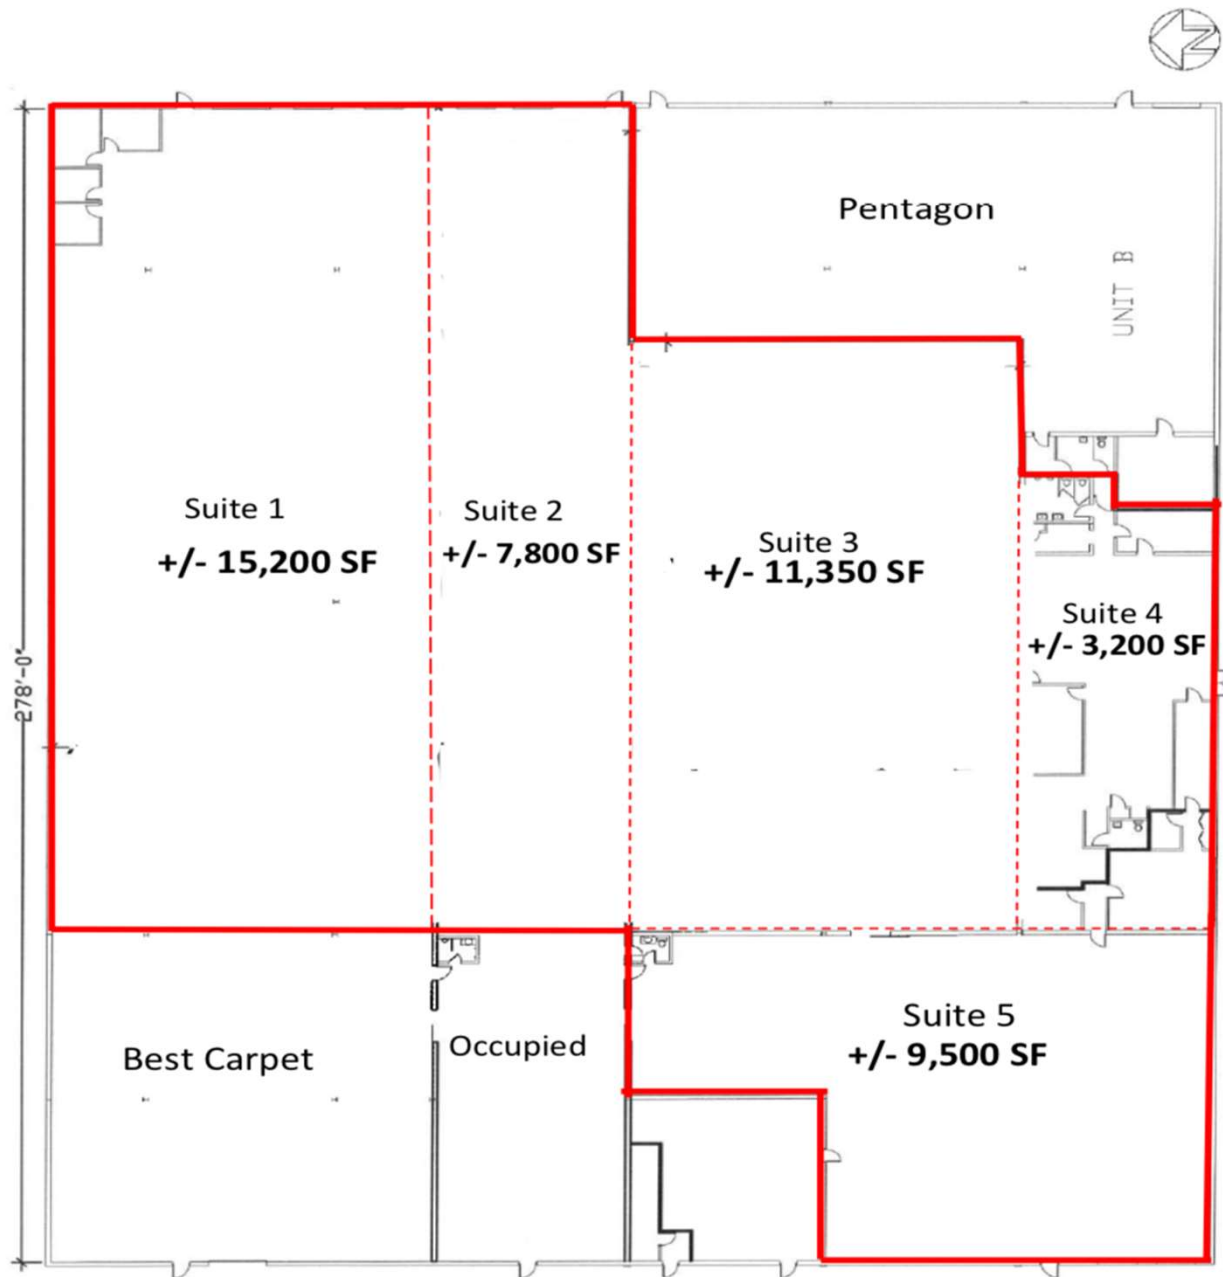 N
Pentagon
UNIT B
Suite 1
+/- 15,200 SF
Suite 2
+/- 7,800 SF
Suite 3
+/- 11,350 SF
Suite 4
+/- 3,200 SF
278'-0"
Suite 5
+/- 9,500 SF
Best Carpet
Occupied